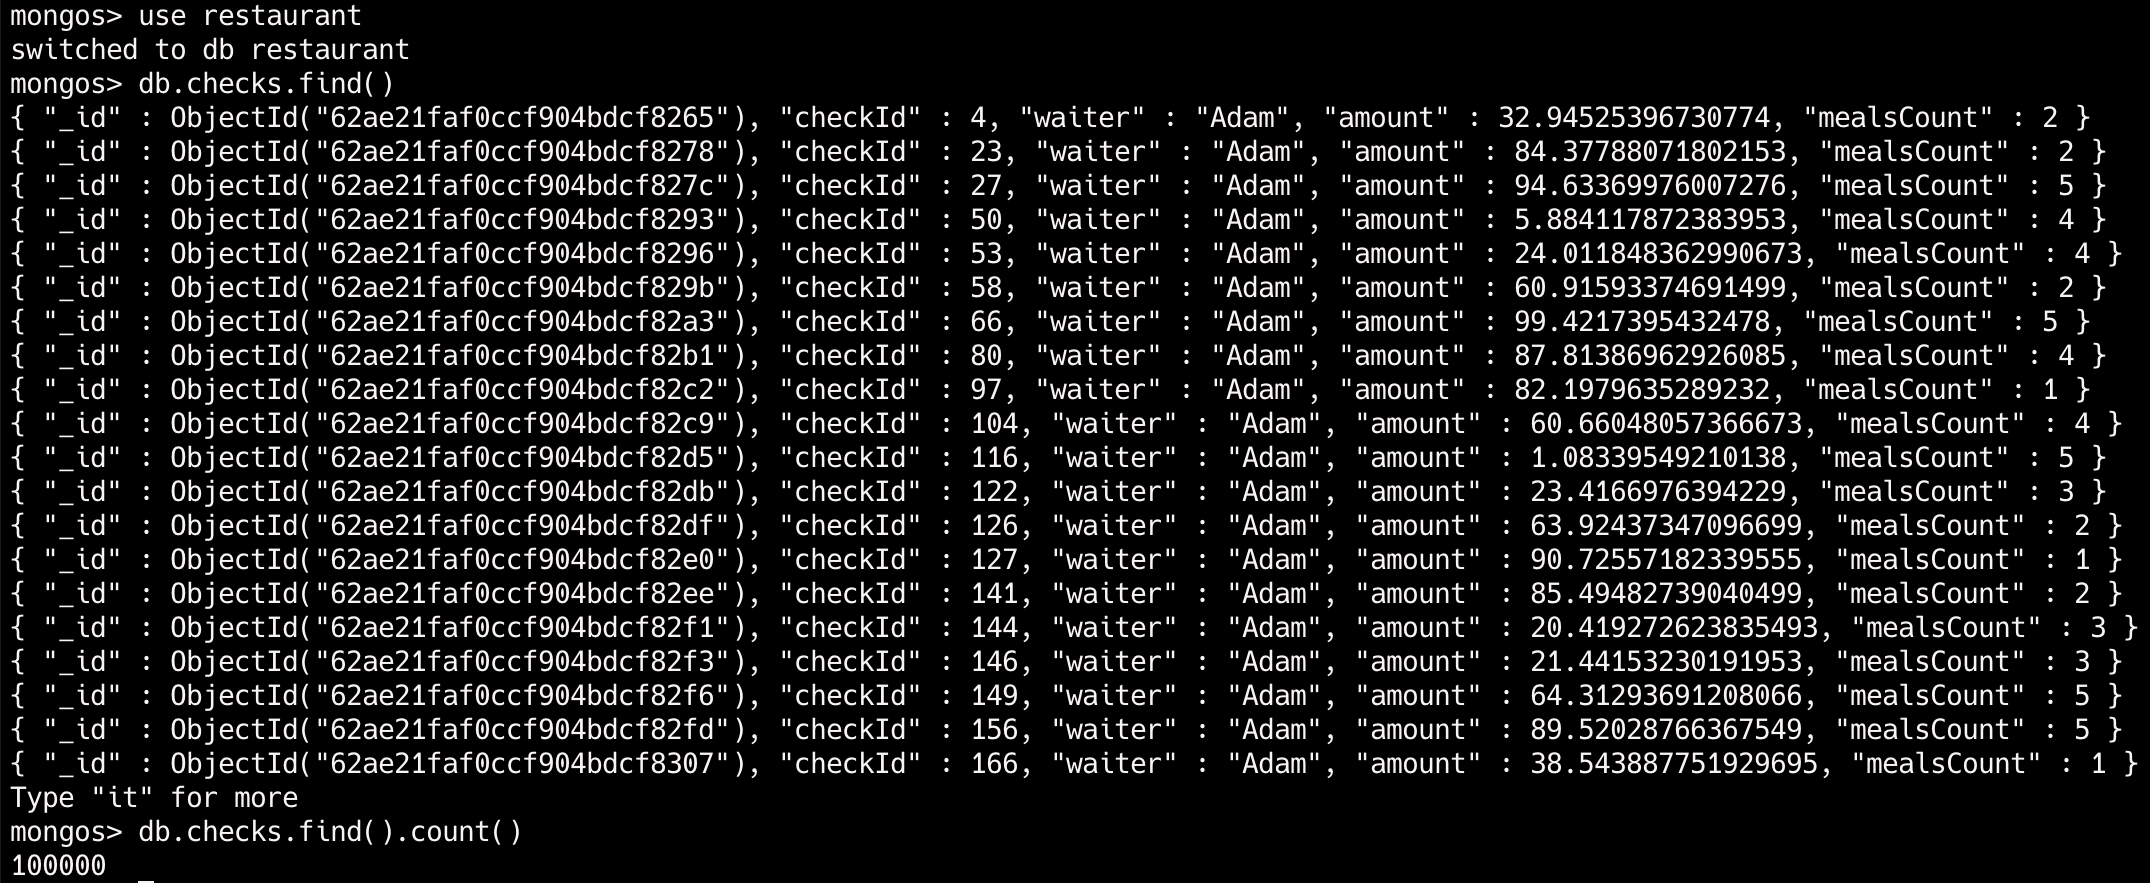 mongos> use restaurant
switched to db restaurant
mongos> db.checks.find()
{ "_id" : ObjectId("62ae21faf0ccf904bdcf8265"), "checkId" : 4, "waiter" : "Adam", "amount" : 32.94525396730774, "mealsCount" : 2 }
{ "_id" : ObjectId("62ae21faf0ccf904bdcf8278"), "checkId" : 23, "waiter" : "Adam", "amount" : 84.37788071802153, "mealsCount" : 2 }
{ "_id" : ObjectId("62ae21faf0ccf904bdcf827c"), "checkId" : 27, "waiter" : "Adam", "amount" : 94.63369976007276, "mealsCount" : 5 }
{ "_id" : ObjectId("62ae21faf0ccf904bdcf8293"), "checkId" : 50, "waiter" : "Adam", "amount" : 5.884117872383953, "mealsCount" : 4 }
{ "_id" : ObjectId("62ae21faf0ccf904bdcf8296"), "checkId" : 53, "waiter" : "Adam", "amount" : 24.011848362990673, "mealsCount" : 4 }
{ "_id" : ObjectId("62ae21faf0ccf904bdcf829b"), "checkId" : 58, "waiter" : "Adam", "amount" : 60.91593374691499, "mealsCount" : 2 }
{ "_id" : ObjectId("62ae21faf0ccf904bdcf82a3"), "checkId" : 66, "waiter" : "Adam", "amount" : 99.4217395432478, "mealsCount" : 5 }
{ "_id" : ObjectId("62ae21faf0ccf904bdcf82b1"), "checkId" : 80, "waiter" : "Adam", "amount" : 87.81386962926085, "mealsCount" : 4 }
{ "_id" : ObjectId("62ae21faf0ccf904bdcf82c2"), "checkId" : 97, "waiter" : "Adam", "amount" : 82.1979635289232, "mealsCount" : 1 }
{ "_id" : ObjectId("62ae21faf0ccf904bdcf82c9"), "checkId" : 104, "waiter" : "Adam", "amount" : 60.66048057366673, "mealsCount" : 4 }
{ "_id" : ObjectId("62ae21faf0ccf904bdcf82d5"), "checkId" : 116, "waiter" : "Adam", "amount" : 1.08339549210138, "mealsCount" : 5 }
{ "_id" : ObjectId("62ae21faf0ccf904bdcf82db"), "checkId" : 122, "waiter" : "Adam", "amount" : 23.4166976394229, "mealsCount" : 3 }
{ "_id" : ObjectId("62ae21faf0ccf904bdcf82df"), "checkId" : 126, "waiter" : "Adam", "amount" : 63.92437347096699, "mealsCount" : 2 }
{ "_id" : ObjectId("62ae21faf0ccf904bdcf82e0"), "checkId" : 127, "waiter" : "Adam", "amount" : 90.72557182339555, "mealsCount" : 1 }
{ "_id" : ObjectId("62ae21faf0ccf904bdcf82ee"), "checkId" : 141, "waiter" : "Adam", "amount" : 85.49482739040499, "mealsCount" : 2 }
{ "_id" : ObjectId("62ae21faf0ccf904bdcf82f1"), "checkId" : 144, "waiter" : "Adam", "amount" : 20.419272623835493, "mealsCount" : 3 }
{ "_id" : ObjectId("62ae21faf0ccf904bdcf82f3"), "checkId" : 146, "waiter" : "Adam", "amount" : 21.44153230191953, "mealsCount" : 3 }
{ "_id" : ObjectId("62ae21faf0ccf904bdcf82f6"), "checkId" : 149, "waiter" : "Adam", "amount" : 64.31293691208066, "mealsCount" : 5 }
{ "_id" : ObjectId("62ae21faf0ccf904bdcf82fd"), "checkId" : 156, "waiter" : "Adam", "amount" : 89.52028766367549, "mealsCount" : 5 }
{ "_id" : ObjectId("62ae21faf0ccf904bdcf8307"), "checkId" : 166, "waiter" : "Adam", "amount" : 38.543887751929695, "mealsCount" : 1 }
Type "it" for more
mongos> db.checks.find().count()
100000